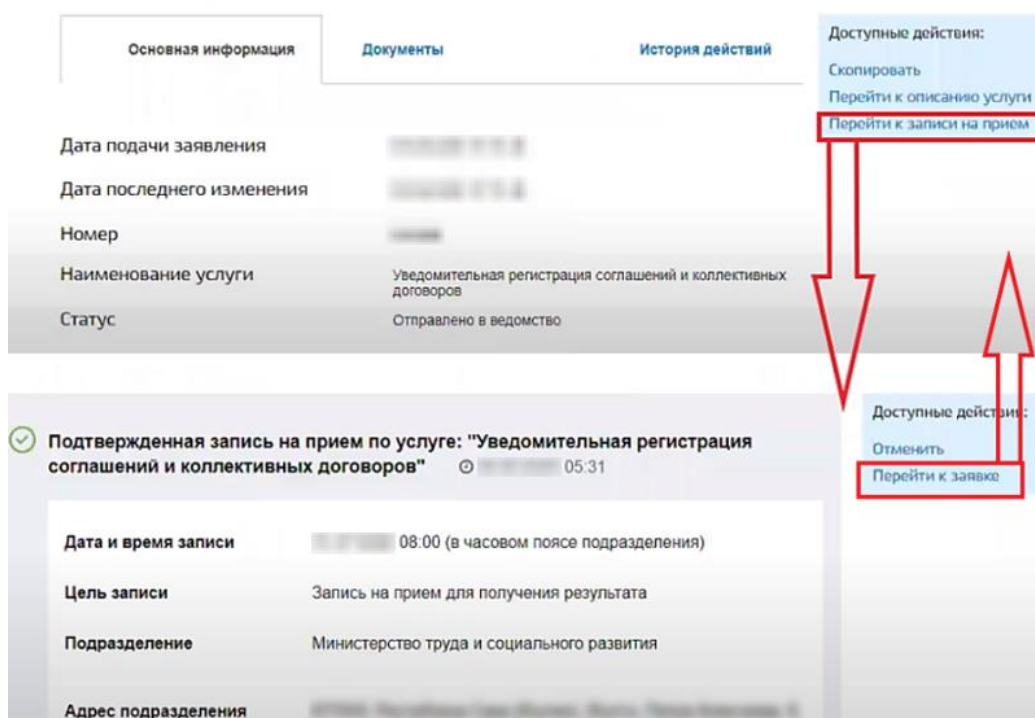 Основная информация
Документы
История действий
Доступные действия:
Скопировать
Перейти к описанию услуги
Перейти к записи на прием
Дата подачи заявления
Дата последнего изменения
Номер
Наименование услуги
Уведомительная регистрация соглашений и коллективных
договоров
Статус
Отправлено в ведомство
Доступные действия:
Отменить
Перейти к заявке
Подтвержденная запись на прием по услуге: "Уведомительная регистрация
соглашений и коллективных договоров" 05:31
Дата и время записи
08:00 (в часовом поясе подразделения)
Цель записи
Запись на прием для получения результата
Подразделение
Министерство труда и социального развития
Адрес подразделения